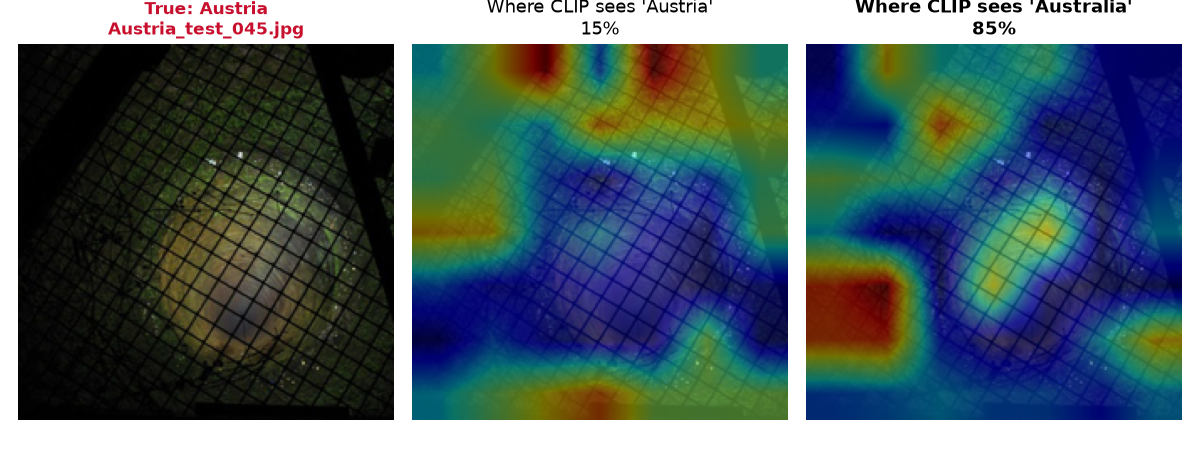 True: Austria
Austria_test_045.jpg
Where CLIP sees 'Austria'
15%
Where CLIP sees 'Australia'
85%